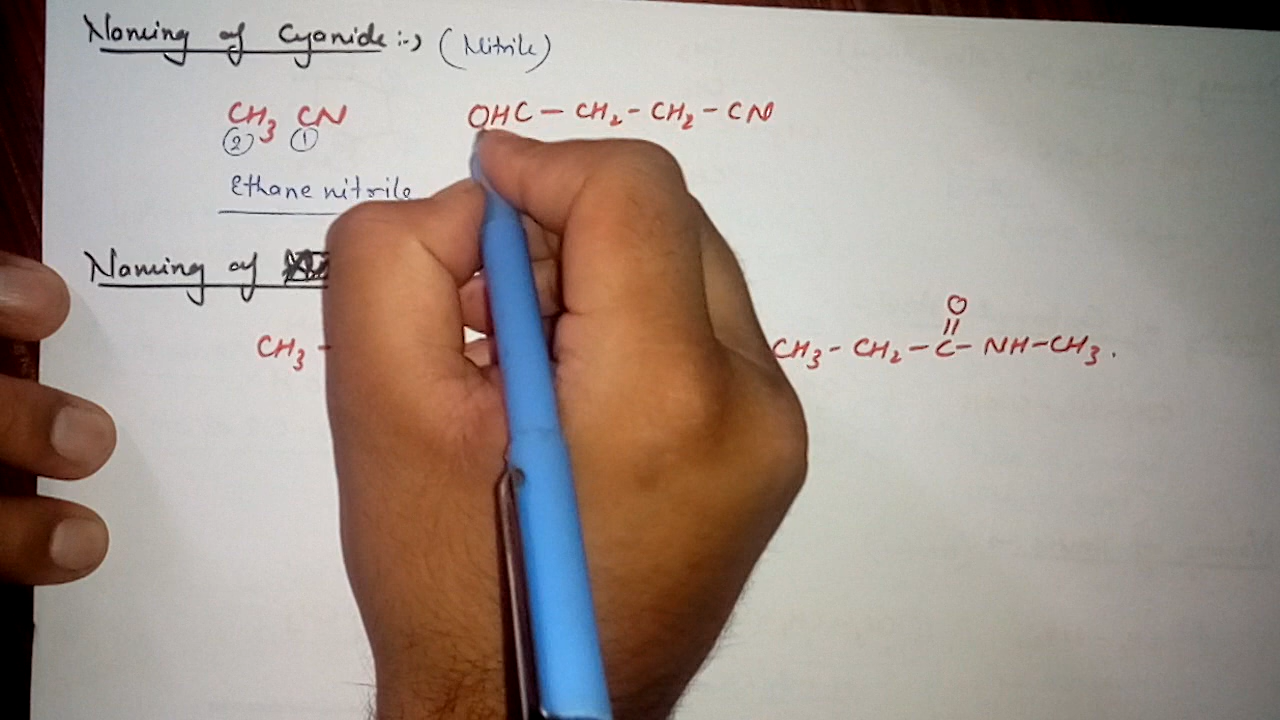 Naming of Cyanide :-> (Nitrile)
CH₃ CN OHC – CH₂ – CH₂ – CN
② ①
Ethane nitrile
Naming of
O
||
CH₃ – CH₃ – CH₂ – C – NH – CH₃.